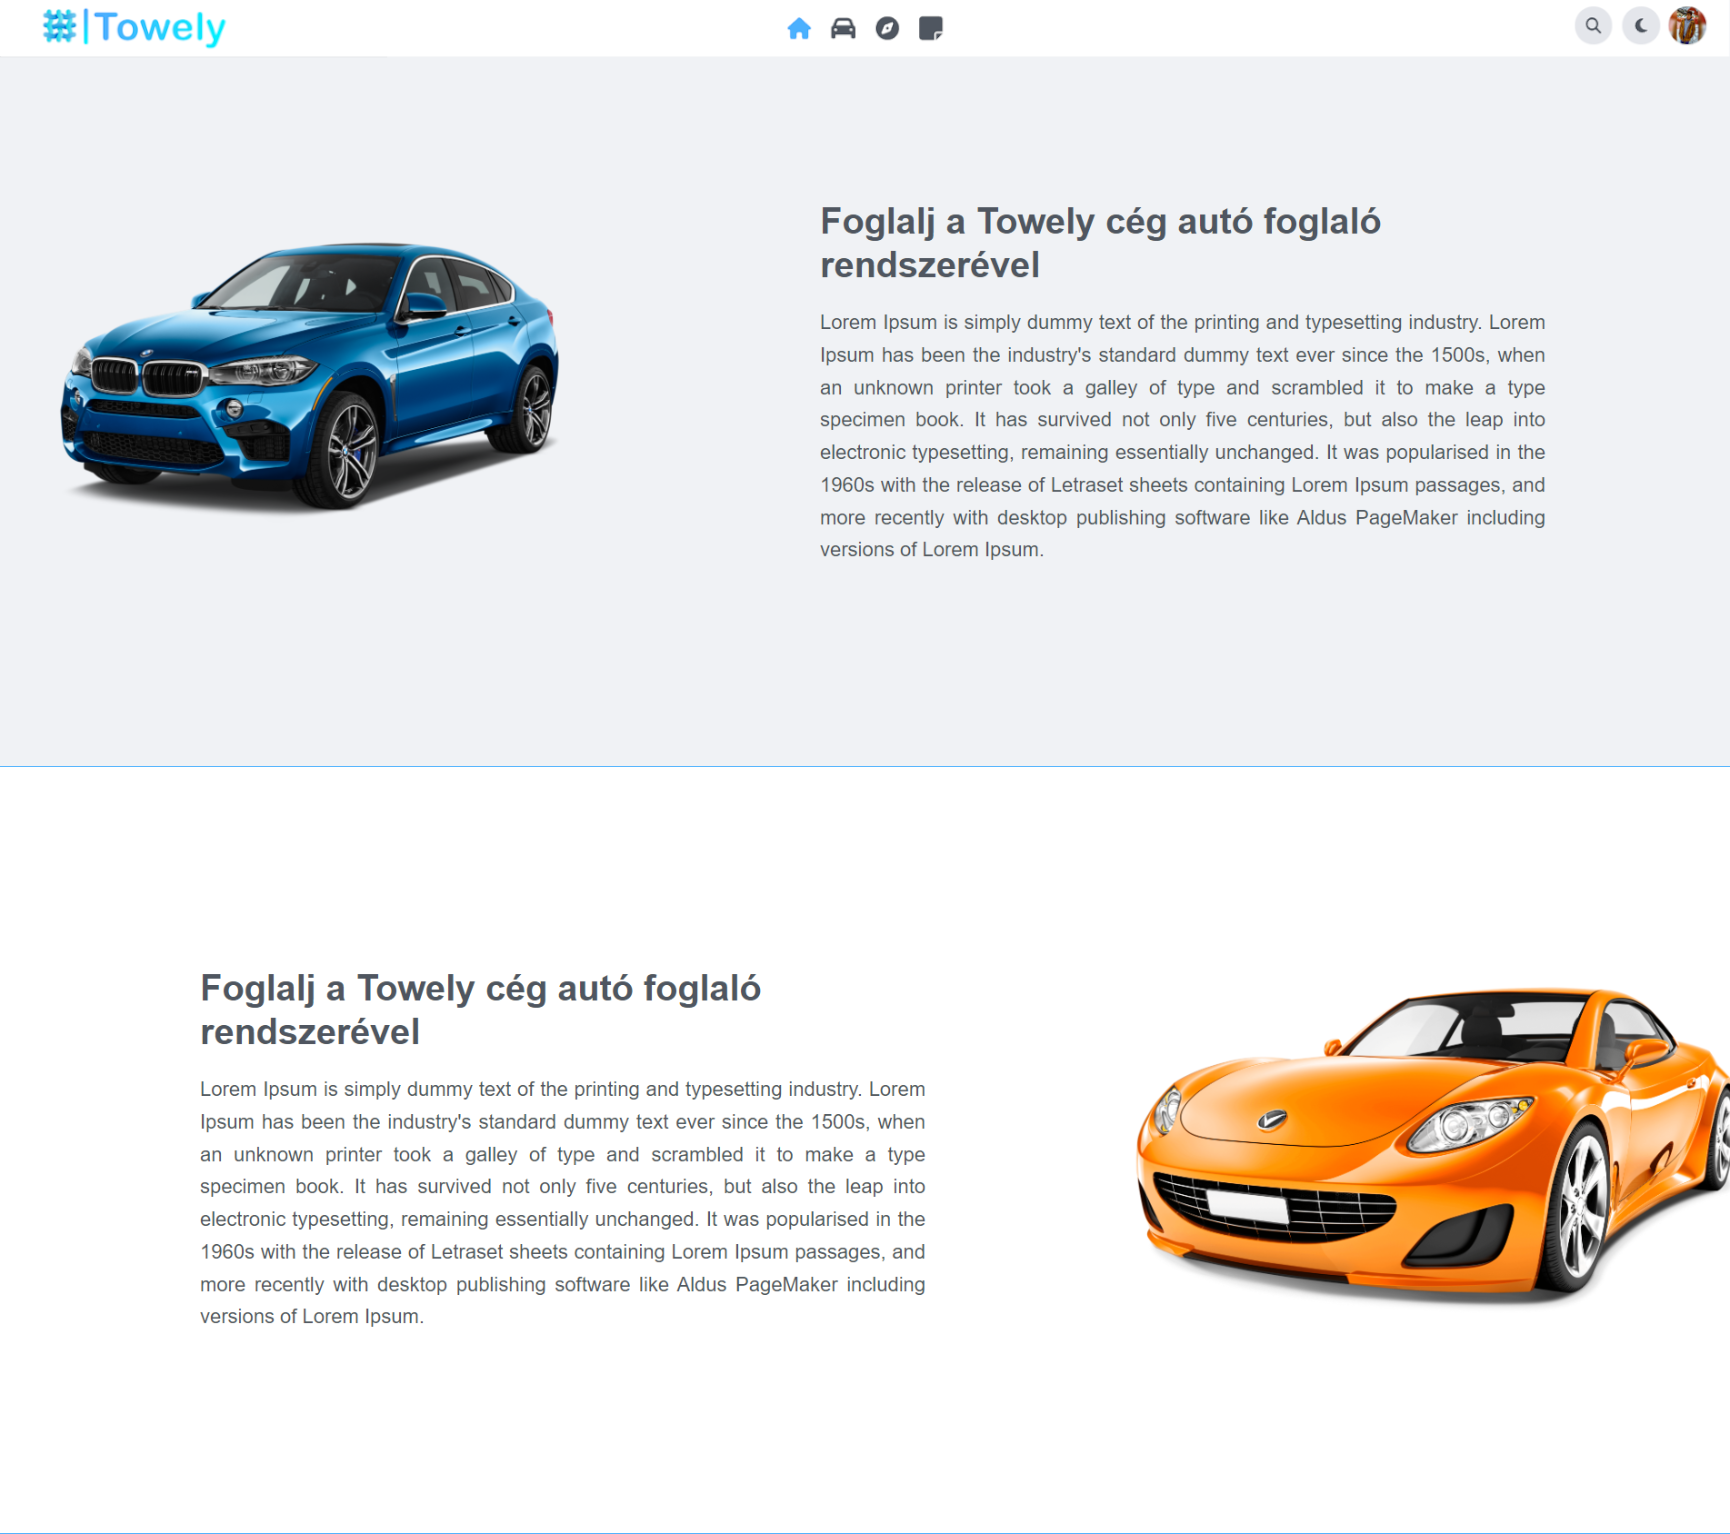 #|Towely
Foglalj a Towely cég autó foglaló
rendszerével
Lorem Ipsum is simply dummy text of the printing and typesetting industry. Lorem
Ipsum has been the industry's standard dummy text ever since the 1500s, when
an unknown printer took a galley of type and scrambled it to make a type
specimen book. It has survived not only five centuries, but also the leap into
electronic typesetting, remaining essentially unchanged. It was popularised in the
1960s with the release of Letraset sheets containing Lorem Ipsum passages, and
more recently with desktop publishing software like Aldus PageMaker including
versions of Lorem Ipsum.
Foglalj a Towely cég autó foglaló
rendszerével
Lorem Ipsum is simply dummy text of the printing and typesetting industry. Lorem
Ipsum has been the industry's standard dummy text ever since the 1500s, when
an unknown printer took a galley of type and scrambled it to make a type
specimen book. It has survived not only five centuries, but also the leap into
electronic typesetting, remaining essentially unchanged. It was popularised in the
1960s with the release of Letraset sheets containing Lorem Ipsum passages, and
more recently with desktop publishing software like Aldus PageMaker including
versions of Lorem Ipsum.